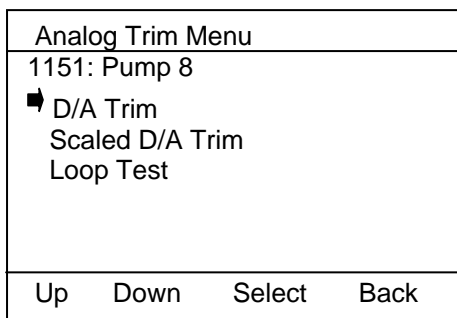 Analog Trim Menu
1151: Pump 8
D/A Trim
Scaled D/A Trim
Loop Test
Up Down Select Back